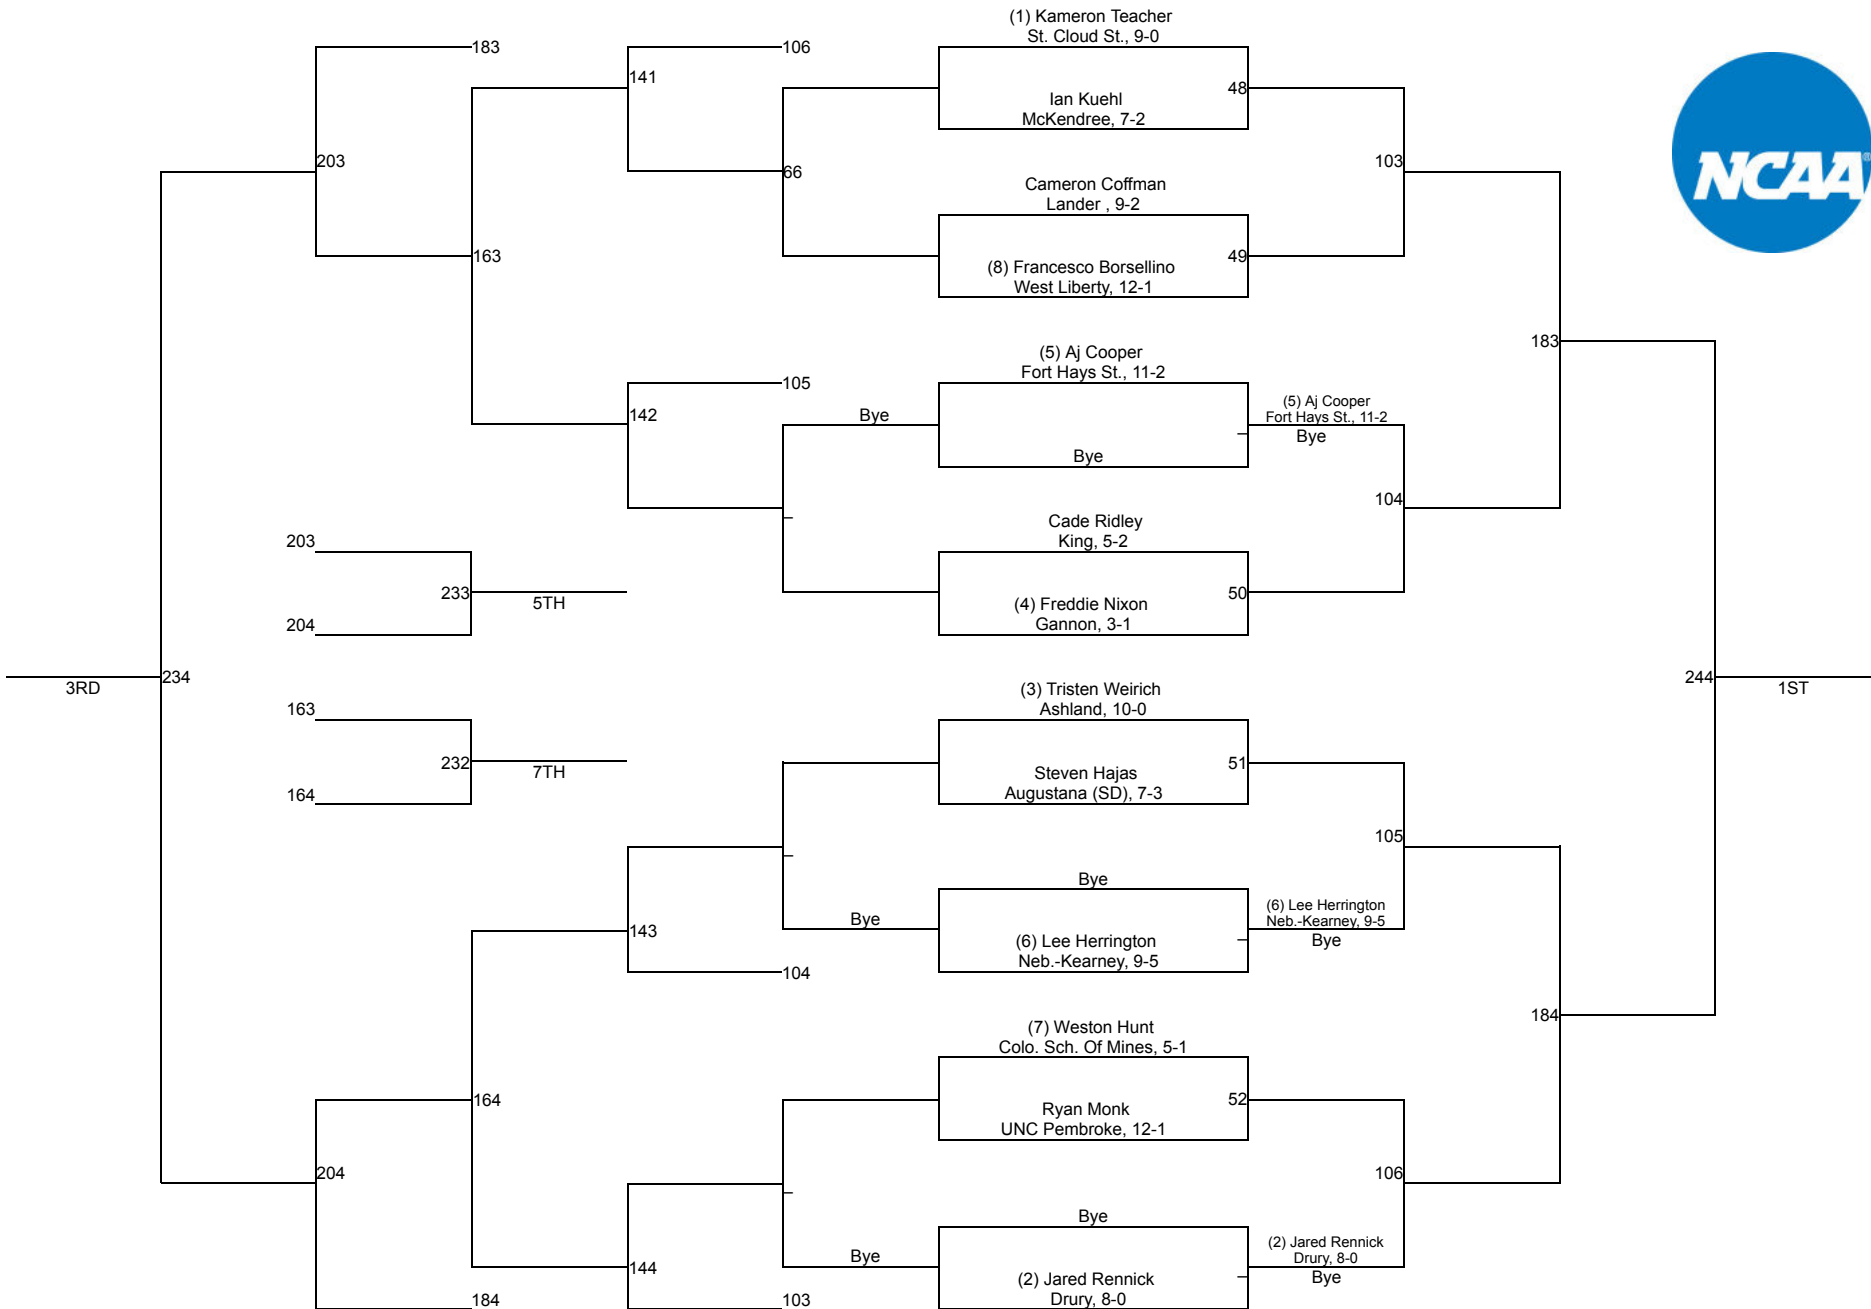 (1) Kameron Teacher
St. Cloud St., 9-0
183
106
141
48
Ian Kuehl
McKendree, 7-2
NCAA®
203
66
103
Cameron Coffman
Lander , 9-2
163
49
(8) Francesco Borsellino
West Liberty, 12-1
183
(5) Aj Cooper
Fort Hays St., 11-2
105
142
Bye
(5) Aj Cooper
Fort Hays St., 11-2
Bye
Bye
104
Cade Ridley
King, 5-2
203
233
5TH
50
(4) Freddie Nixon
Gannon, 3-1
204
3RD
234
244
1ST
(3) Tristen Weirich
Ashland, 10-0
163
232
7TH
51
Steven Hajas
Augustana (SD), 7-3
164
105
Bye
Bye
(6) Lee Herrington
Neb.-Kearney, 9-5
Bye
143
(6) Lee Herrington
Neb.-Kearney, 9-5
104
184
(7) Weston Hunt
Colo. Sch. Of Mines, 5-1
164
52
Ryan Monk
UNC Pembroke, 12-1
204
106
Bye
Bye
(2) Jared Rennick
Drury, 8-0
Bye
144
(2) Jared Rennick
Drury, 8-0
184
103